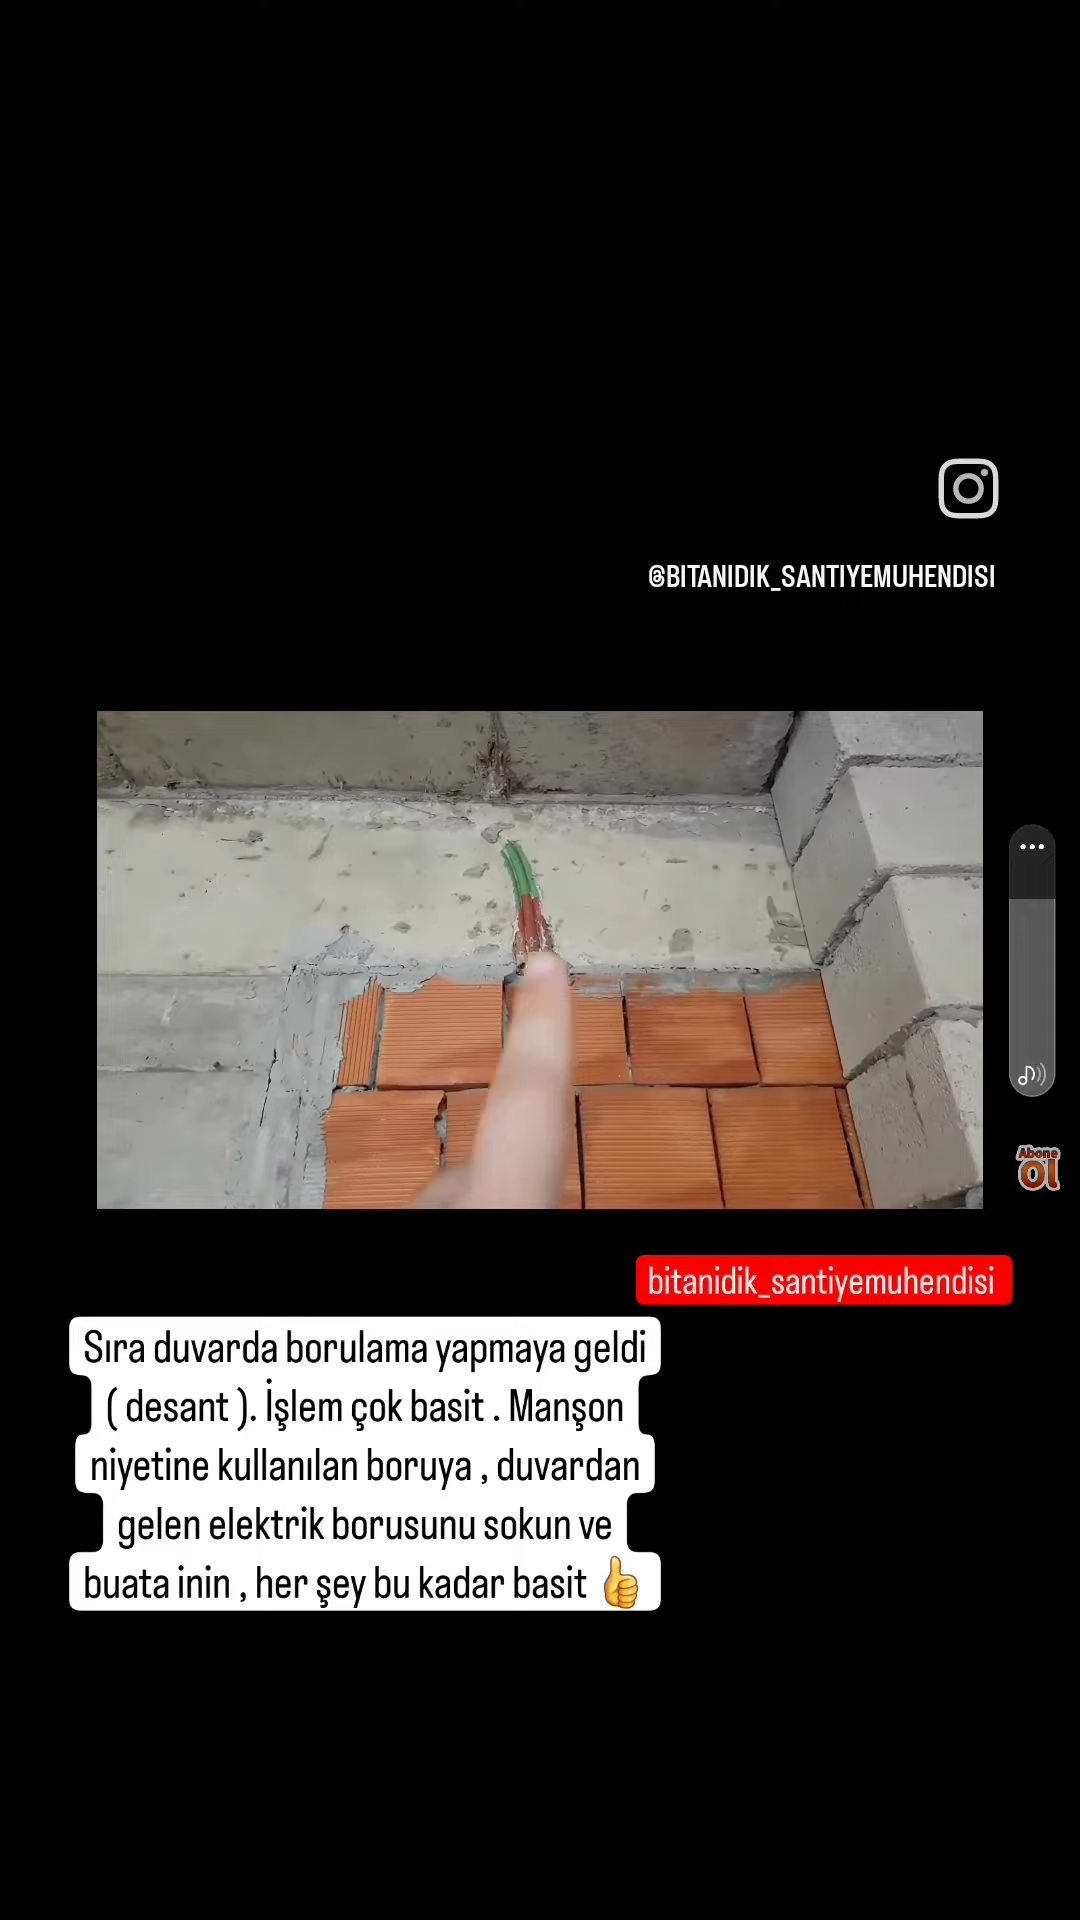 @BITANIDIK_SANTIYEMUHENDISI
Abone
Ol
bitanidik_santiyemuhendisi
Sıra duvarda borulama yapmaya geldi
( desant ). İşlem çok basit . Manşon
niyetine kullanılan boruya , duvardan
gelen elektrik borusunu sokun ve
buata inin , her şey bu kadar basit 👍